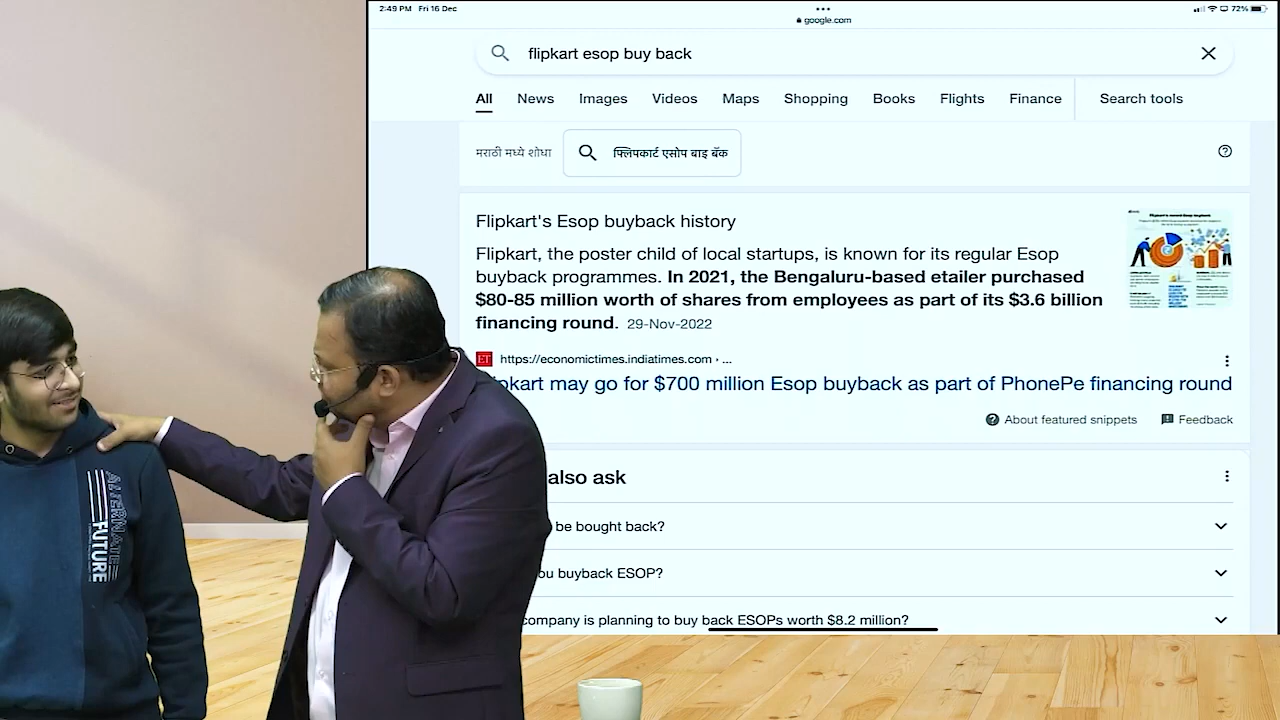 2:49 PM Fri 16 Dec
72%
google.com
flipkart esop buy back
All News Images Videos Maps Shopping Books Flights Finance Search tools
मराठी मध्ये शोधा फ्लिपकार्ट एसोप बाइ बॅक
Flipkart's Esop buyback history
Flipkart, the poster child of local startups, is known for its regular Esop
buyback programmes. In 2021, the Bengaluru-based etailer purchased
$80-85 million worth of shares from employees as part of its $3.6 billion
financing round. 29-Nov-2022
ET https://economictimes.indiatimes.com › ...
pkart may go for $700 million Esop buyback as part of PhonePe financing round
About featured snippets Feedback
also ask
be bought back?
ou buyback ESOP?
company is planning to buy back ESOPs worth $8.2 million?
ALTERNATE
FUTURE